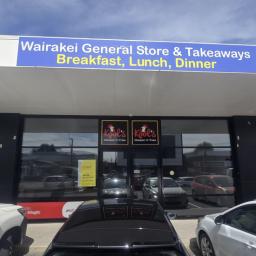 Wairakei General Store & Takeaways
Breakfast, Lunch, Dinner